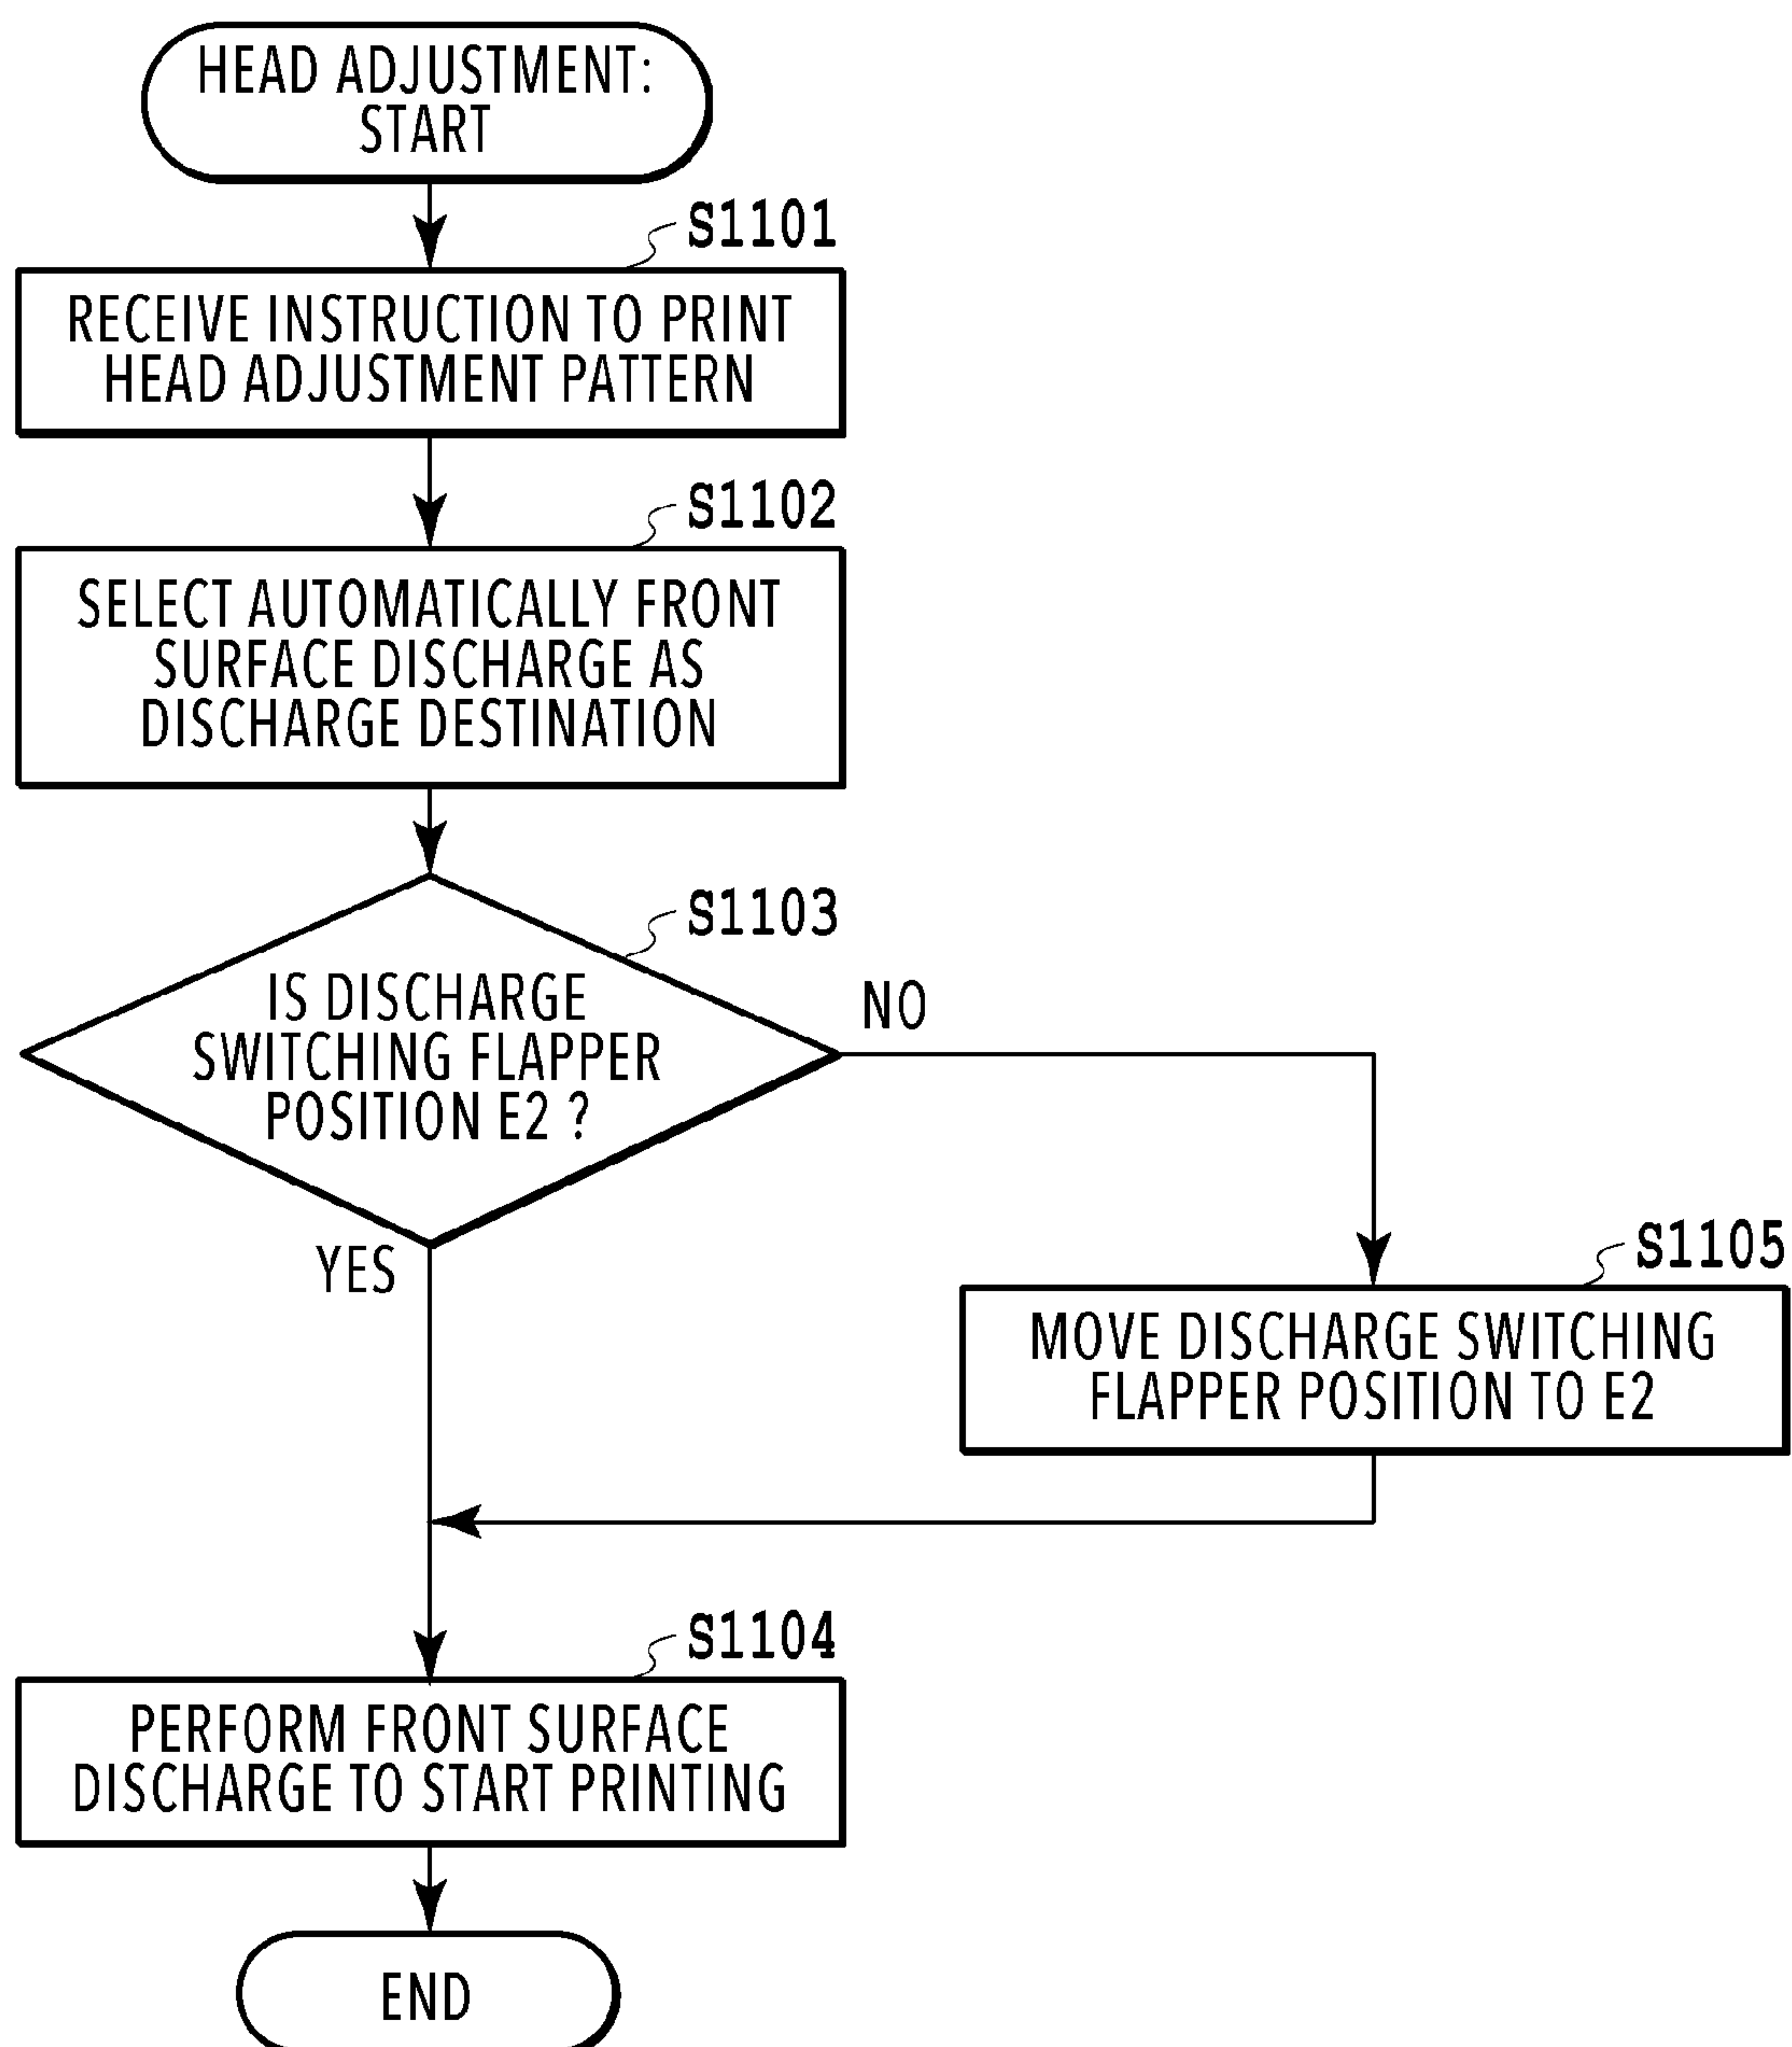 HEAD ADJUSTMENT:
START
S1101
RECEIVE INSTRUCTION TO PRINT
HEAD ADJUSTMENT PATTERN
S1102
SELECT AUTOMATICALLY FRONT
SURFACE DISCHARGE AS
DISCHARGE DESTINATION
S1103
IS DISCHARGE
SWITCHING FLAPPER
POSITION E2 ?
NO
YES
S1105
MOVE DISCHARGE SWITCHING
FLAPPER POSITION TO E2
S1104
PERFORM FRONT SURFACE
DISCHARGE TO START PRINTING
END